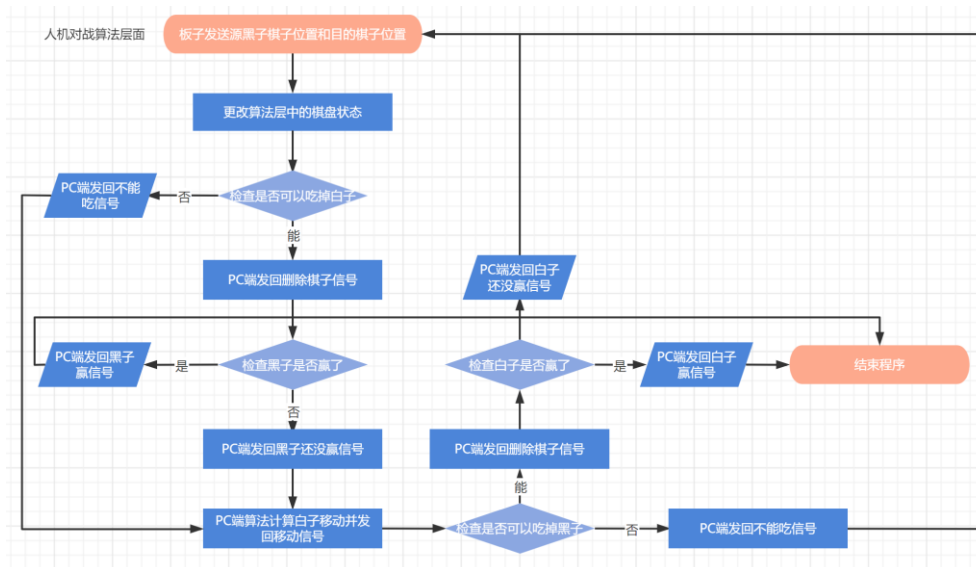 人机对战算法层面
板子发送源黑子棋子位置和目的棋子位置
更改算法层中的棋盘状态
PC端发回不能
吃信号
否
检查是否可以吃掉白子
能
PC端发回删除棋子信号
PC端发回白子
还没赢信号
PC端发回黑子
赢信号
是
检查黑子是否赢了
检查白子是否赢了
是
PC端发回白子
赢信号
结束程序
否
PC端发回黑子还没赢信号
PC端发回删除棋子信号
能
PC端算法计算白子移动并发
回移动信号
检查是否可以吃掉黑子
否
PC端发回不能吃信号